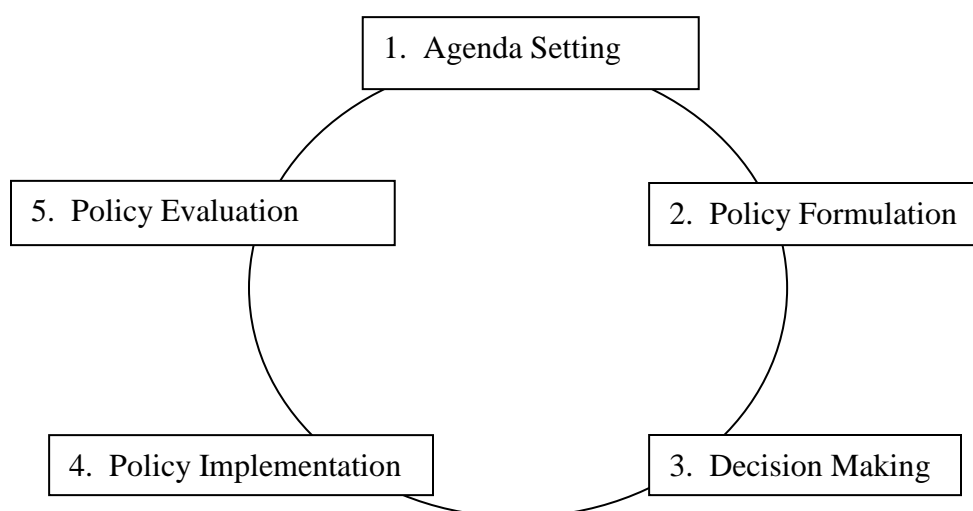 1. Agenda Setting
2. Policy Formulation
3. Decision Making
4. Policy Implementation
5. Policy Evaluation